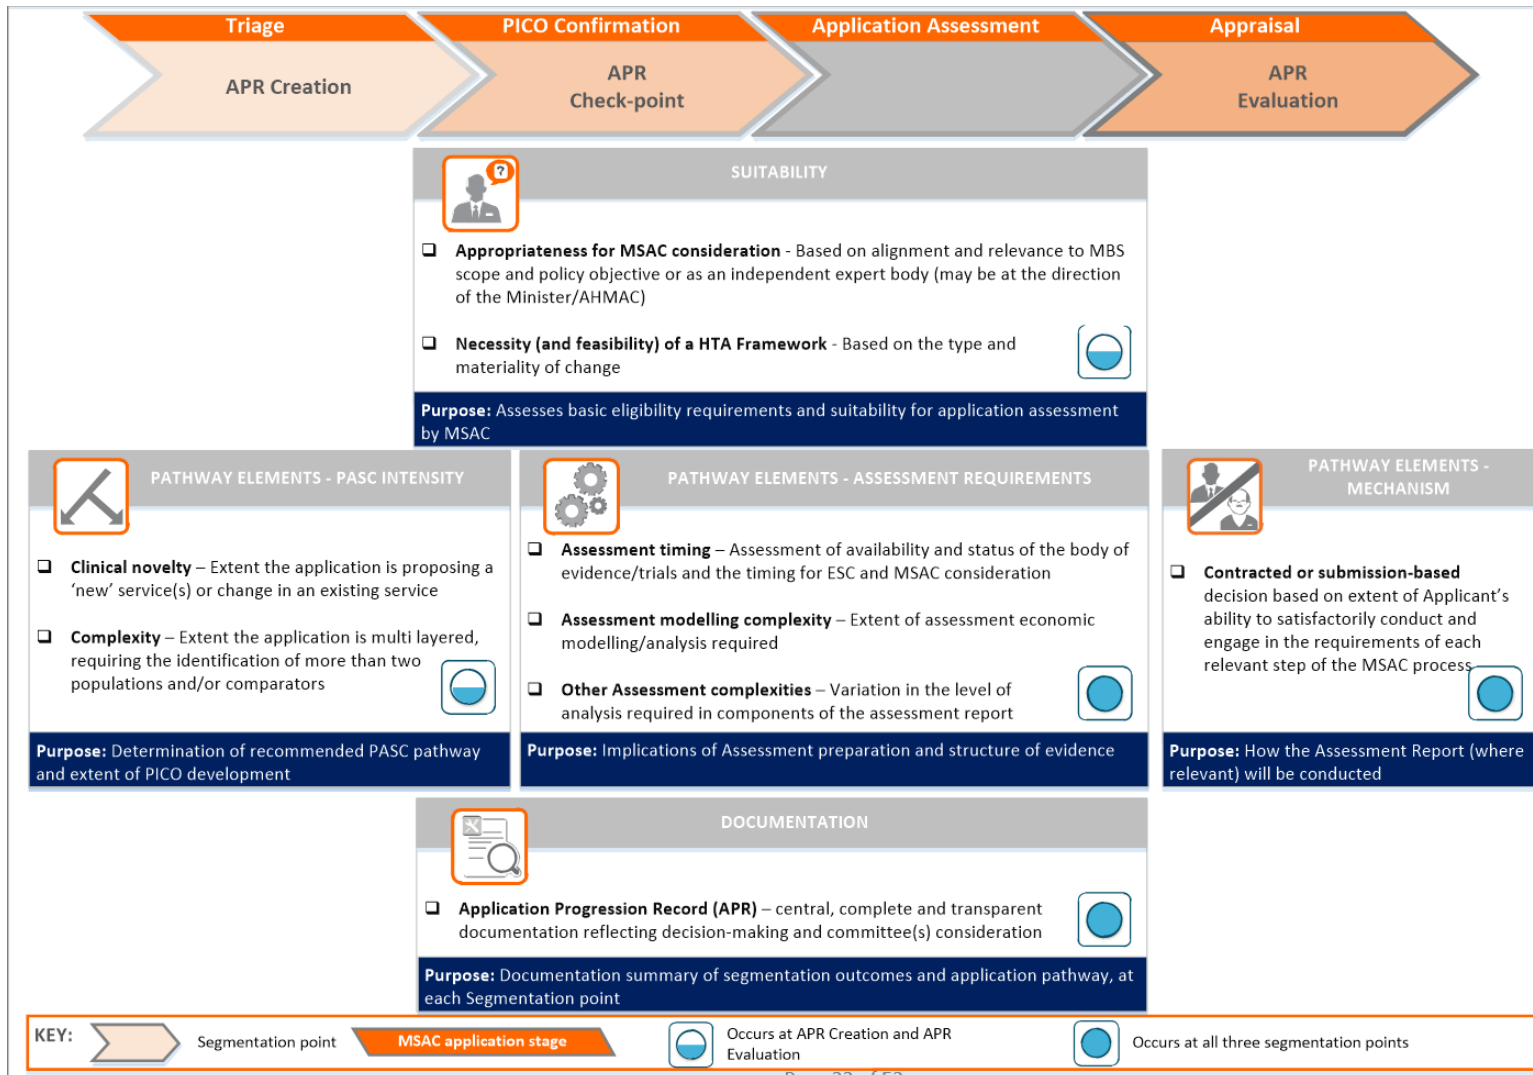 Triage
PICO Confirmation
Application Assessment
Appraisal
APR Creation
APR
Check-point
APR
Evaluation
SUITABILITY
?
❑ Appropriateness for MSAC consideration - Based on alignment and relevance to MBS
scope and policy objective or as an independent expert body (may be at the direction
of the Minister/AHMAC)
❑ Necessity (and feasibility) of a HTA Framework - Based on the type and
materiality of change
Purpose: Assesses basic eligibility requirements and suitability for application assessment
by MSAC
PATHWAY ELEMENTS - PASC INTENSITY
❑ Clinical novelty – Extent the application is proposing a
‘new’ service(s) or change in an existing service
❑ Complexity – Extent the application is multi layered,
requiring the identification of more than two
populations and/or comparators
Purpose: Determination of recommended PASC pathway
and extent of PICO development
PATHWAY ELEMENTS - ASSESSMENT REQUIREMENTS
❑ Assessment timing – Assessment of availability and status of the body of
evidence/trials and the timing for ESC and MSAC consideration
❑ Assessment modelling complexity – Extent of assessment economic
modelling/analysis required
❑ Other Assessment complexities – Variation in the level of
analysis required in components of the assessment report
Purpose: Implications of Assessment preparation and structure of evidence
PATHWAY ELEMENTS -
MECHANISM
❑ Contracted or submission-based
decision based on extent of Applicant’s
ability to satisfactorily conduct and
engage in the requirements of each
relevant step of the MSAC process
Purpose: How the Assessment Report (where
relevant) will be conducted
DOCUMENTATION
❑ Application Progression Record (APR) – central, complete and transparent
documentation reflecting decision-making and committee(s) consideration
Purpose: Documentation summary of segmentation outcomes and application pathway, at
each Segmentation point
KEY:
Segmentation point
MSAC application stage
Occurs at APR Creation and APR
Evaluation
Occurs at all three segmentation points